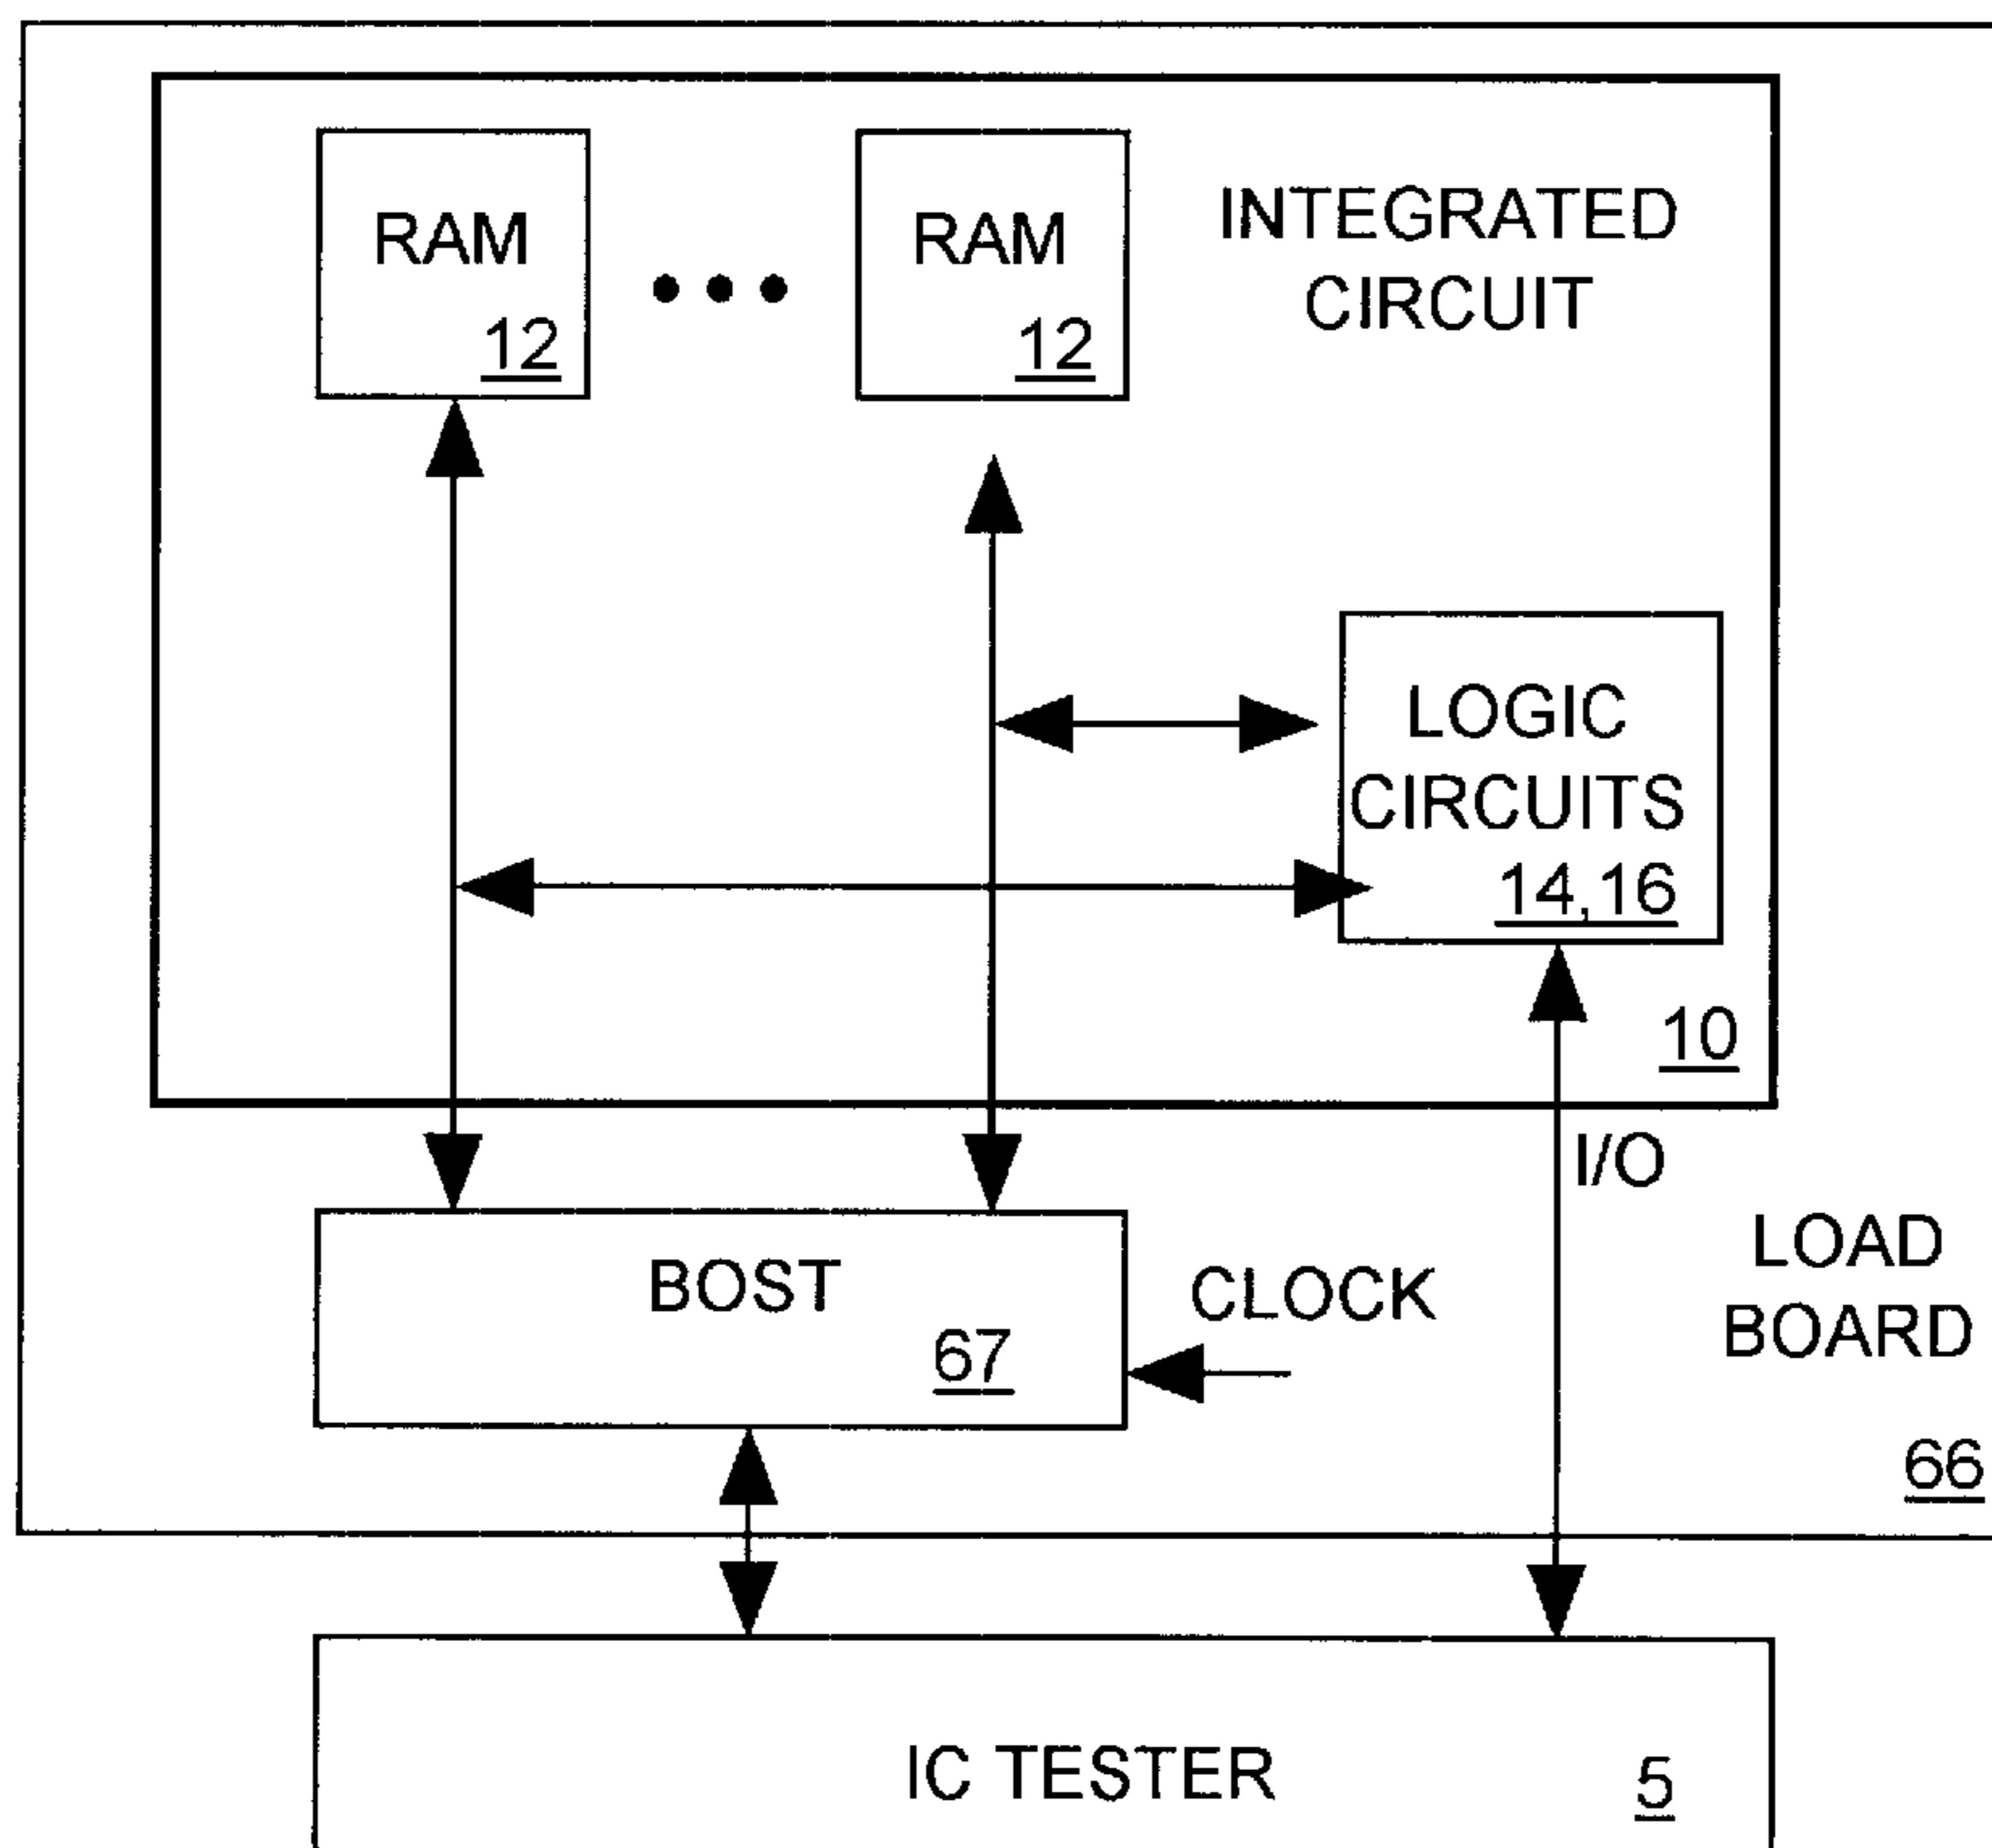 RAM
12
RAM
12
INTEGRATED
CIRCUIT
LOGIC
CIRCUITS
14,16
10
I/O
BOST
67
CLOCK
LOAD
BOARD
66
IC TESTER
5